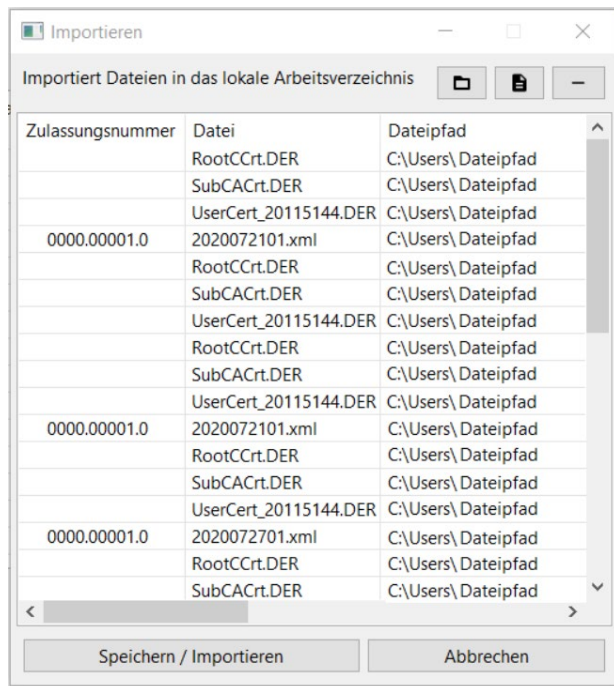 Importieren
Importiert Dateien in das lokale Arbeitsverzeichnis
Zulassungsnummer Datei Dateipfad
RootCCrt.DER C:\Users\Dateipfad
SubCACrt.DER C:\Users\Dateipfad
UserCert_20115144.DER C:\Users\Dateipfad
0000.00001.0 2020072101.xml C:\Users\Dateipfad
RootCCrt.DER C:\Users\Dateipfad
SubCACrt.DER C:\Users\Dateipfad
UserCert_20115144.DER C:\Users\Dateipfad
RootCCrt.DER C:\Users\Dateipfad
SubCACrt.DER C:\Users\Dateipfad
UserCert_20115144.DER C:\Users\Dateipfad
0000.00001.0 2020072101.xml C:\Users\Dateipfad
RootCCrt.DER C:\Users\Dateipfad
SubCACrt.DER C:\Users\Dateipfad
UserCert_20115144.DER C:\Users\Dateipfad
0000.00001.0 2020072701.xml C:\Users\Dateipfad
RootCCrt.DER C:\Users\Dateipfad
SubCACrt.DER C:\Users\Dateipfad
Speichern / Importieren Abbrechen